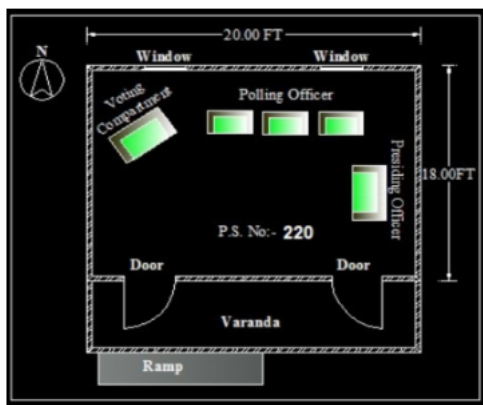 20.00 FT
N
Window
Window
Voting
Compartment
Polling Officer
Presiding Officer
18.00FT
P.S. No:- 220
Door
Door
Varanda
Ramp